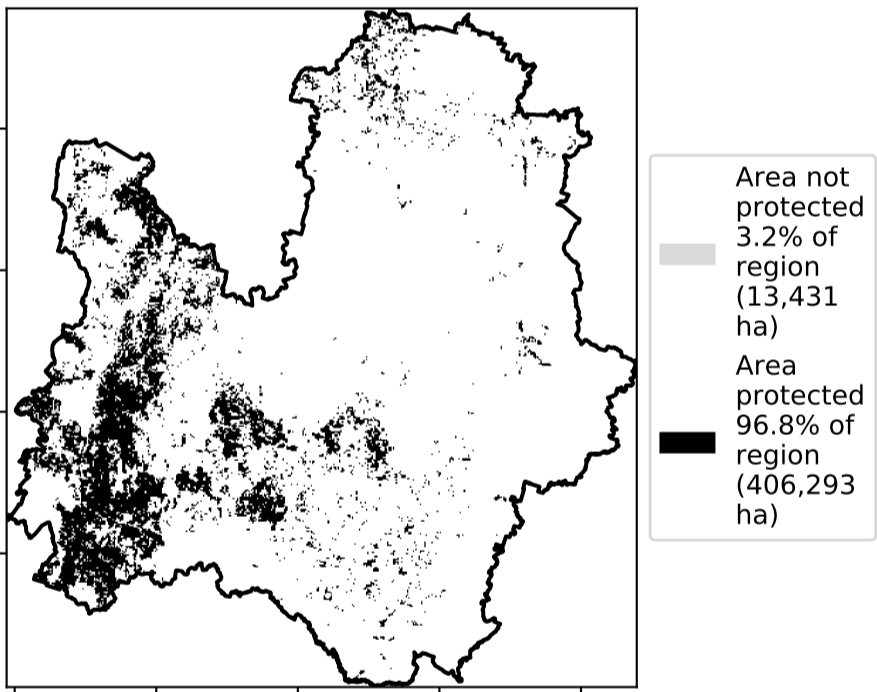 Area not
protected
3.2% of
region
(13,431
ha)
Area
protected
96.8% of
region
(406,293
ha)